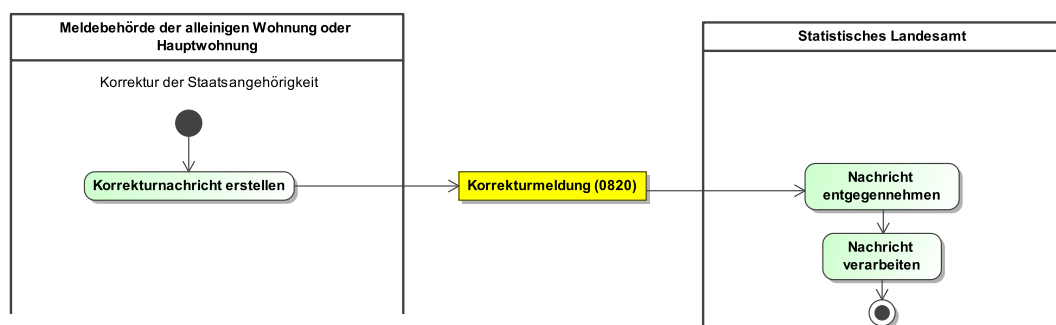 Meldebehörde der alleinigen Wohnung oder
Hauptwohnung
Korrektur der Staatsangehörigkeit
Korrekturnachricht erstellen
Korrekturmeldung (0820)
Statistisches Landesamt
Nachricht
entgegennehmen
Nachricht
verarbeiten